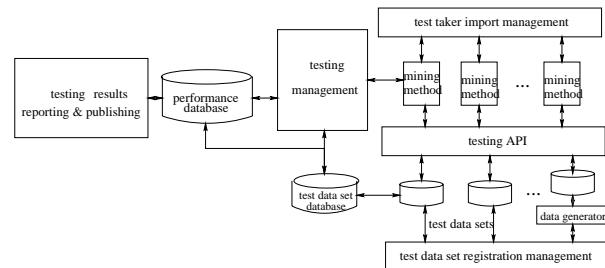 test taker import management
testing
management
mining
method
mining
method
...
mining
method
testing results
reporting & publishing
performance
database
testing API
test data set
database
...
test data sets
data generator
test data set registration management